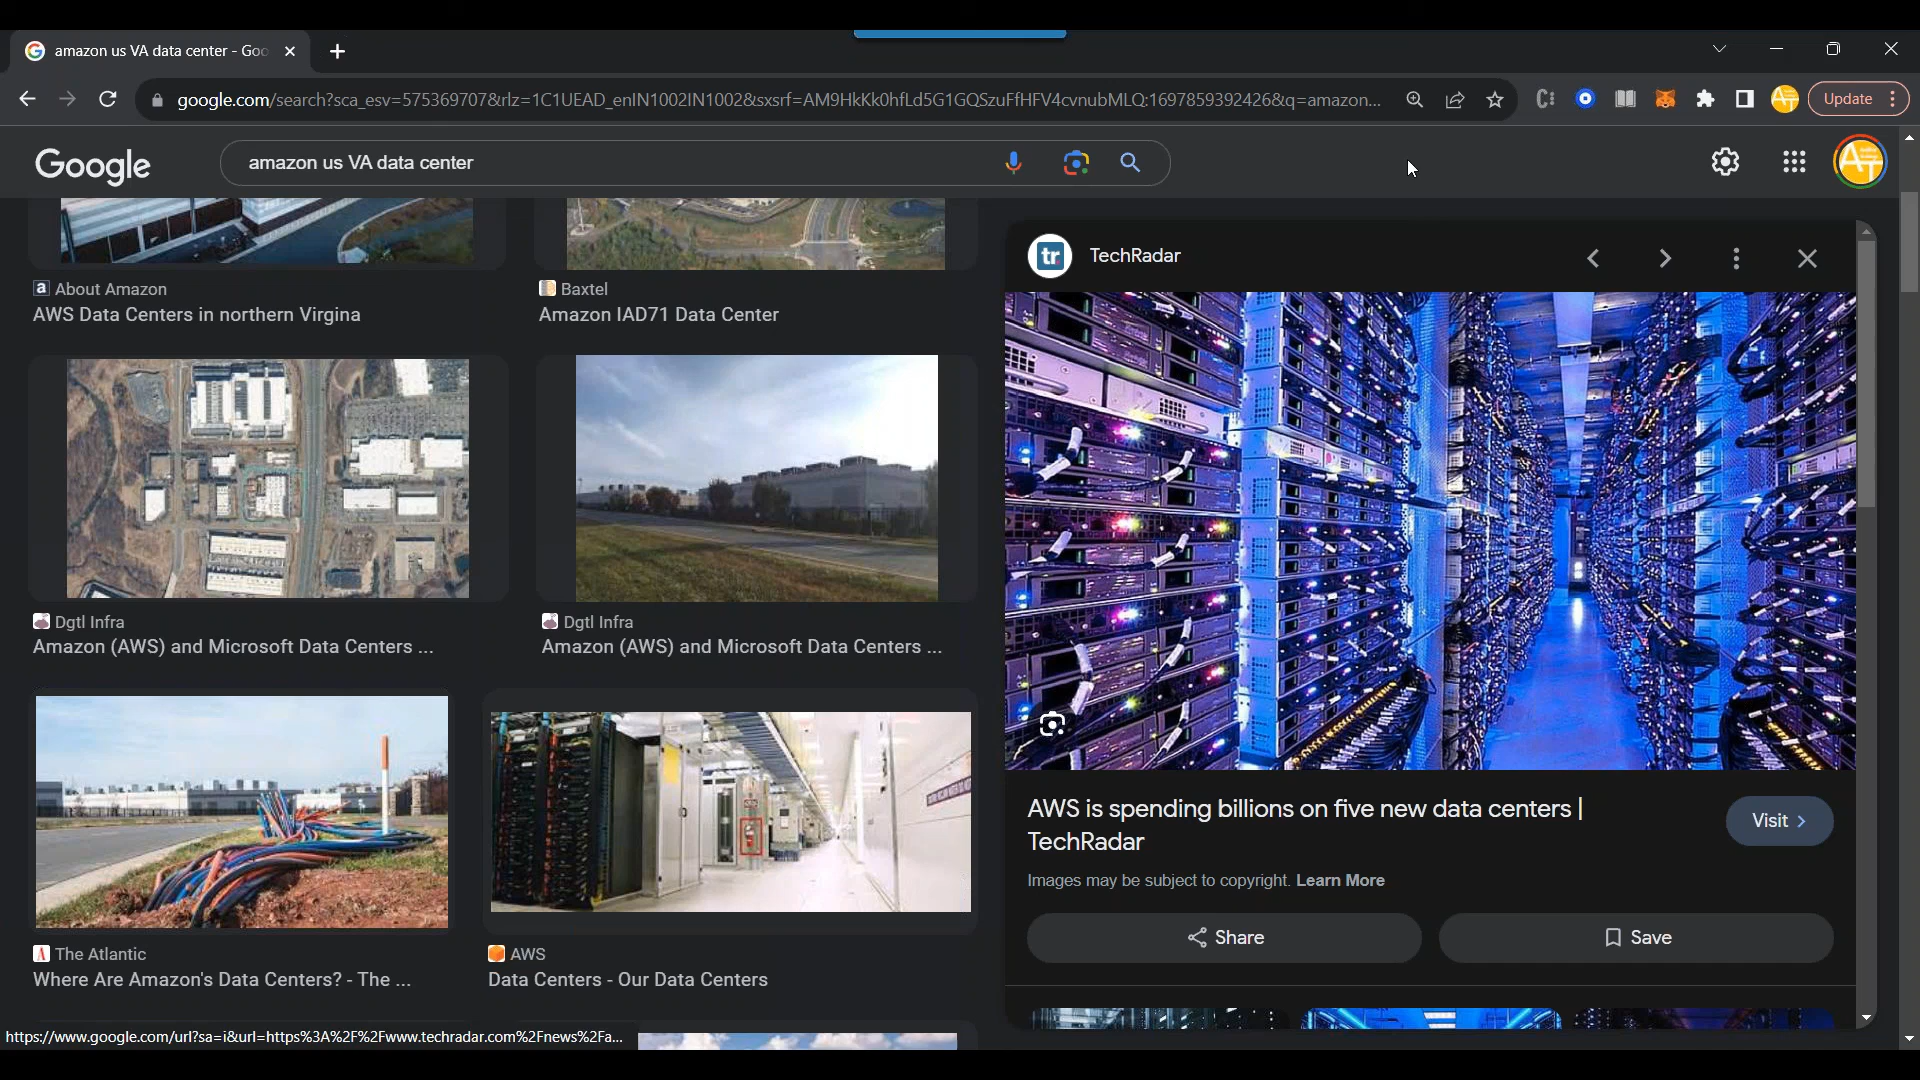 amazon us VA data center - Goo
google.com/search?sca_esv=575369707&rlz=1C1UEAD_enIN1002IN1002&sxsrf=AM9HkKk0hfLd5G1GQSzuFfHFV4cvnubMLQ:1697859392426&q=amazon...
Update
Google
amazon us VA data center
AT
About Amazon
AWS Data Centers in northern Virgina
Baxtel
Amazon IAD71 Data Center
Dgtl Infra
Amazon (AWS) and Microsoft Data Centers ...
Dgtl Infra
Amazon (AWS) and Microsoft Data Centers ...
The Atlantic
Where Are Amazon's Data Centers? - The ...
AWS
Data Centers - Our Data Centers
tr.
TechRadar
AWS is spending billions on five new data centers |
TechRadar
Visit
Images may be subject to copyright. Learn More
Share
Save
https://www.google.com/url?sa=i&url=https%3A%2F%2Fwww.techradar.com%2Fnews%2Fa...